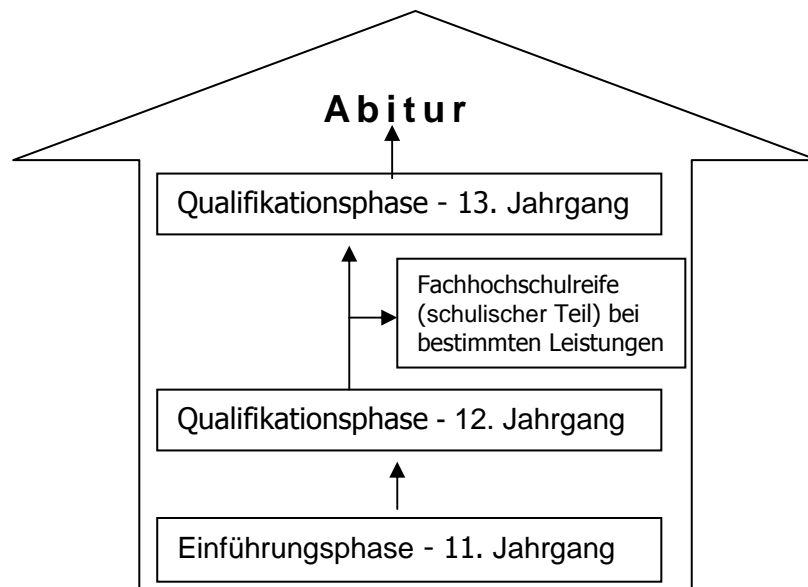 Abitur
Qualifikationsphase - 13. Jahrgang
Fachhochschulreife
(schulischer Teil) bei
bestimmten Leistungen
Qualifikationsphase - 12. Jahrgang
Einführungsphase - 11. Jahrgang